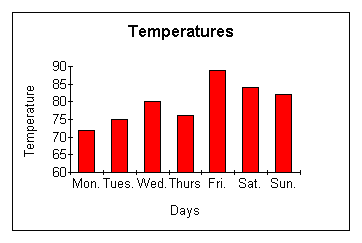 Temperatures
Temperature
90
85
80
75
70
65
60
Mon. Tues. Wed. Thurs Fri. Sat. Sun.
Days